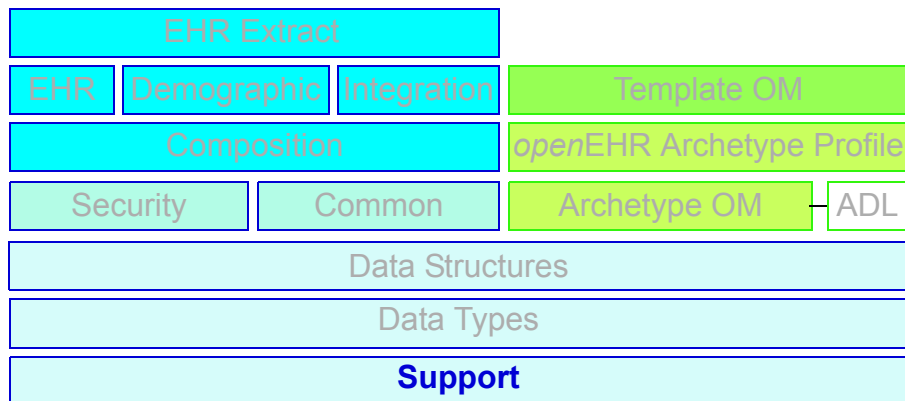 EHR Extract
EHR Demographic Integration Template OM
Composition openEHR Archetype Profile
Security Common Archetype OM ADL
Data Structures
Data Types
Support